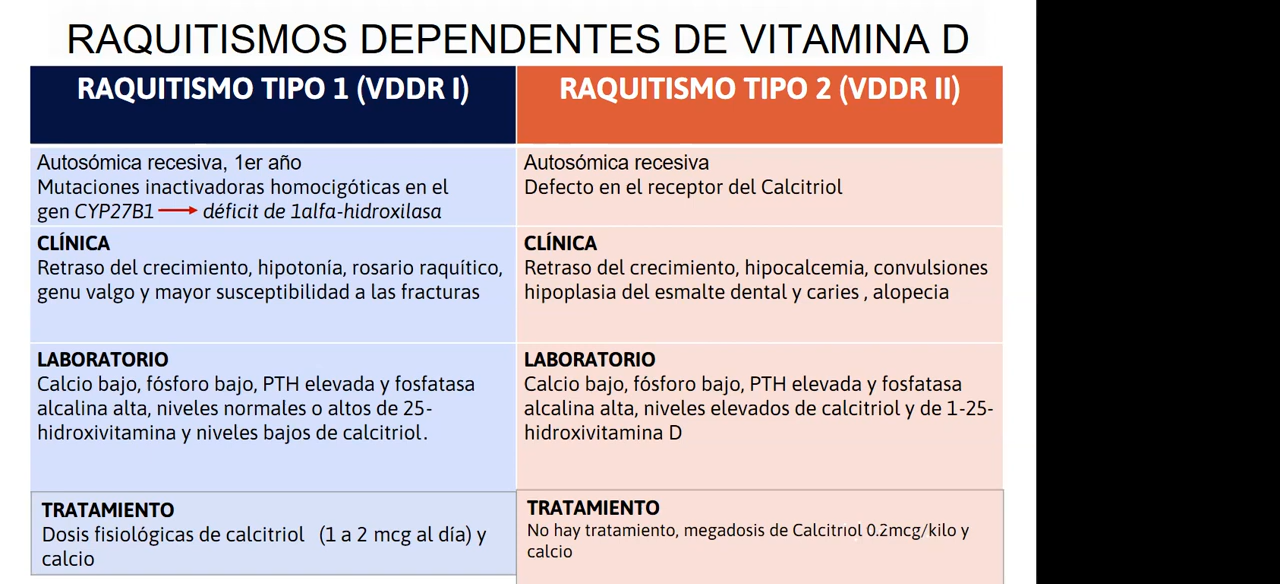 RAQUITISMOS DEPENDENTES DE VITAMINA D
RAQUITISMO TIPO 1 (VDDR I)
RAQUITISMO TIPO 2 (VDDR II)
Autosómica recesiva, 1er año
Mutaciones inactivadoras homocigóticas en el
gen CYP27B1 → déficit de 1alfa-hidroxilasa
Autosómica recesiva
Defecto en el receptor del Calcitriol
CLÍNICA
Retraso del crecimiento, hipotonía, rosario raquítico,
genu valgo y mayor susceptibilidad a las fracturas
CLÍNICA
Retraso del crecimiento, hipocalcemia, convulsiones
hipoplasia del esmalte dental y caries , alopecia
LABORATORIO
Calcio bajo, fósforo bajo, PTH elevada y fosfatasa
alcalina alta, niveles normales o altos de 25-
hidroxivitamina y niveles bajos de calcitriol.
LABORATORIO
Calcio bajo, fósforo bajo, PTH elevada y fosfatasa
alcalina alta, niveles elevados de calcitriol y de 1-25-
hidroxivitamina D
TRATAMIENTO
Dosis fisiológicas de calcitriol (1 a 2 mcg al día) y
calcio
TRATAMIENTO
No hay tratamiento, megadosis de Calcitriol 0.2mcg/kilo y
calcio